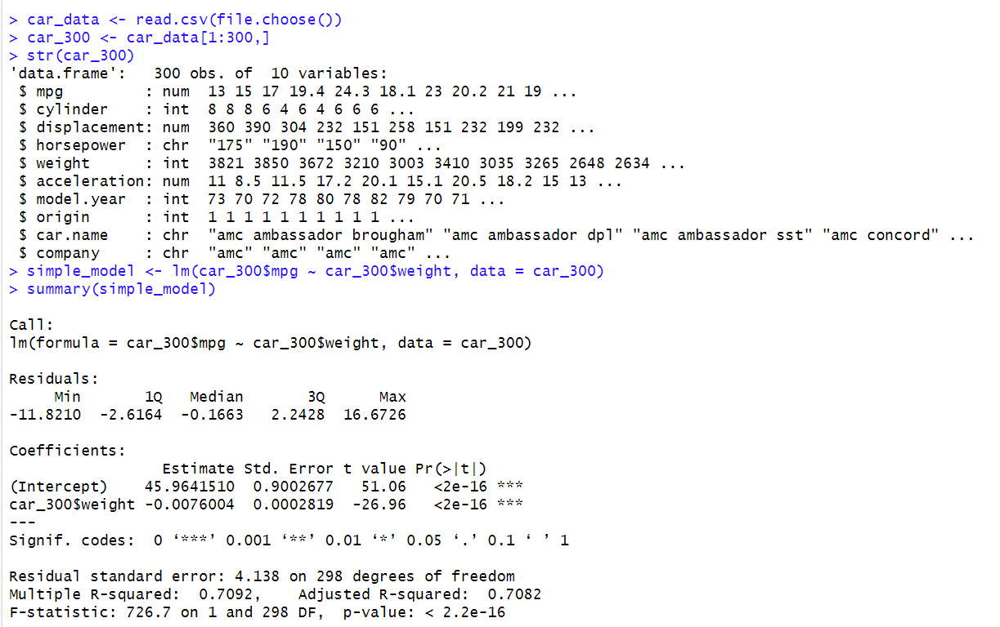 > car_data <- read.csv(file.choose())
> car_300 <- car_data[1:300,]
> str(car_300)
'data.frame':   300 obs. of  10 variables:
 $ mpg         : num  13 15 17 19.4 24.3 18.1 23 20.2 21 19 ...
 $ cylinder    : int  8 8 8 6 4 6 4 6 6 6 ...
 $ displacement: num  360 390 304 232 151 258 151 232 199 232 ...
 $ horsepower  : chr  "175" "190" "150" "90" ...
 $ weight      : int  3821 3850 3672 3210 3003 3410 3035 3265 2648 2634 ...
 $ acceleration: num  11 8.5 11.5 17.2 20.1 15.1 20.5 18.2 15 13 ...
 $ model.year  : int  73 70 72 78 80 78 82 79 70 71 ...
 $ origin      : int  1 1 1 1 1 1 1 1 1 1 ...
 $ car.name    : chr  "amc ambassador brougham" "amc ambassador dpl" "amc ambassador sst" "amc concord" ...
 $ company     : chr  "amc" "amc" "amc" "amc" ...
> simple_model <- lm(car_300$mpg ~ car_300$weight, data = car_300)
> summary(simple_model)
Call:
lm(formula = car_300$mpg ~ car_300$weight, data = car_300)
Residuals:
     Min       1Q   Median       3Q      Max
-11.8210  -2.6164  -0.1663   2.2428  16.6726
Coefficients:
                 Estimate Std. Error t value Pr(>|t|)
(Intercept)    45.9641510  0.9002677   51.06   <2e-16 ***
car_300$weight -0.0076004  0.0002819  -26.96   <2e-16 ***
---
Signif. codes:  0 ‘***’ 0.001 ‘**’ 0.01 ‘*’ 0.05 ‘.’ 0.1 ‘ ’ 1
Residual standard error: 4.138 on 298 degrees of freedom
Multiple R-squared:  0.7092,    Adjusted R-squared:  0.7082
F-statistic: 726.7 on 1 and 298 DF,  p-value: < 2.2e-16